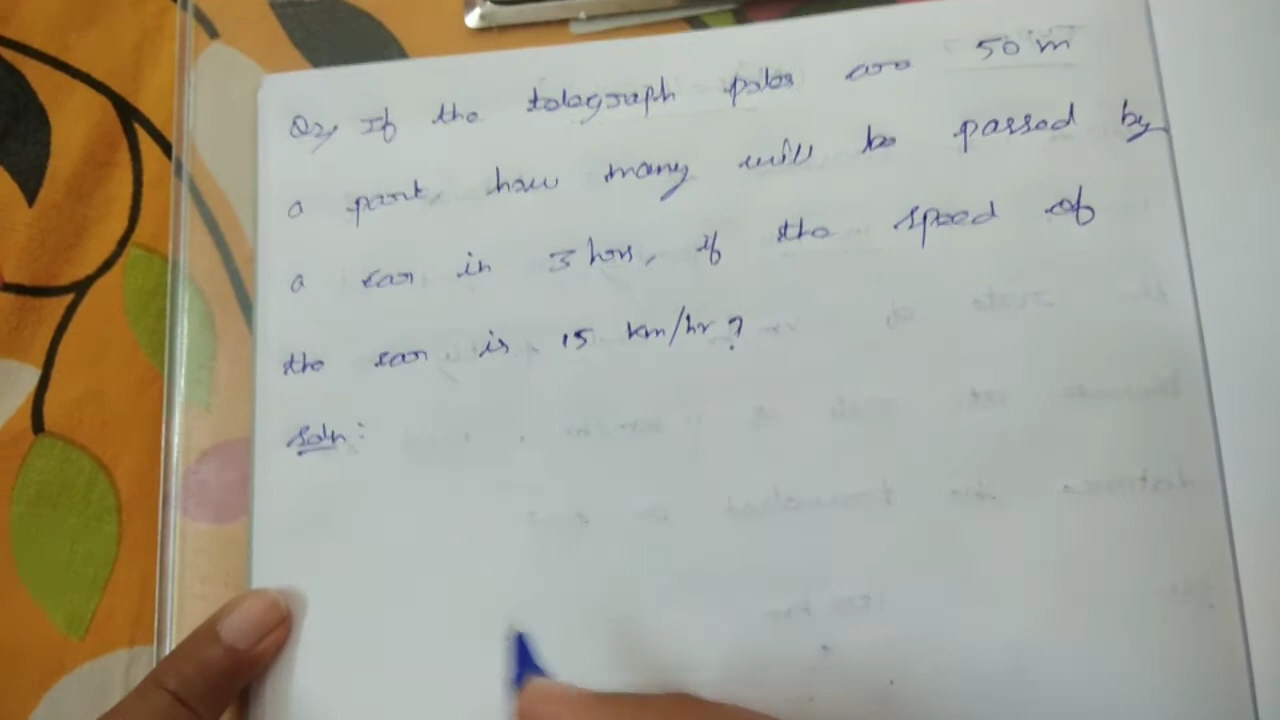 Q2, If the telegraph poles are 50 m
a part, how many will be passed by
a car in 3 hrs, if the speed of
the car is 15 km/hr?
Soln: